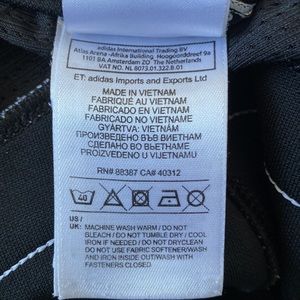 adidas International Trading BV
Atlas Arena -Afrika Building Hoogoorddreef 9a
1101 BA Amsterdam ZO The Netherlands
VAT NO. NL 8073.01.322.B.01
ET: adidas Imports and Exports Ltd
MADE IN VIETNAM
FABRIQUÉ AU VIETNAM
FABRICADO EN VIETNAM
FABRICADO NO VIETNAM
GYÁRTVA: VIETNÁM
ПРОИЗВЕДЕНО ВЪВ ВИЕТНАМ
СДЕЛАНО ВО ВЬЕТНАМЕ
PROIZVEDENO U VIJETNAMU
RN# 88387 CA# 40312
40
US /
UK: MACHINE WASH WARM / DO NOT
BLEACH / DO NOT TUMBLE DRY / COOL
IRON IF NEEDED / DO NOT DRYCLEAN
DO NOT USE FABRIC SOFTENER/WASH
AND IRON INSIDE OUT/WASH WITH
FASTENERS CLOSED